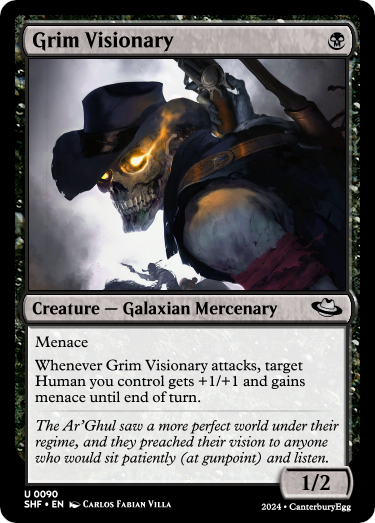 Grim Visionary
Creature — Galaxian Mercenary
Menace
Whenever Grim Visionary attacks, target
Human you control gets +1/+1 and gains
menace until end of turn.
The Ar'Ghul saw a more perfect world under their
regime, and they preached their vision to anyone
who would sit patiently (at gunpoint) and listen.
1/2
U 0090
SHF • EN Carlos Fabian Villa
2024 • CanterburyEgg